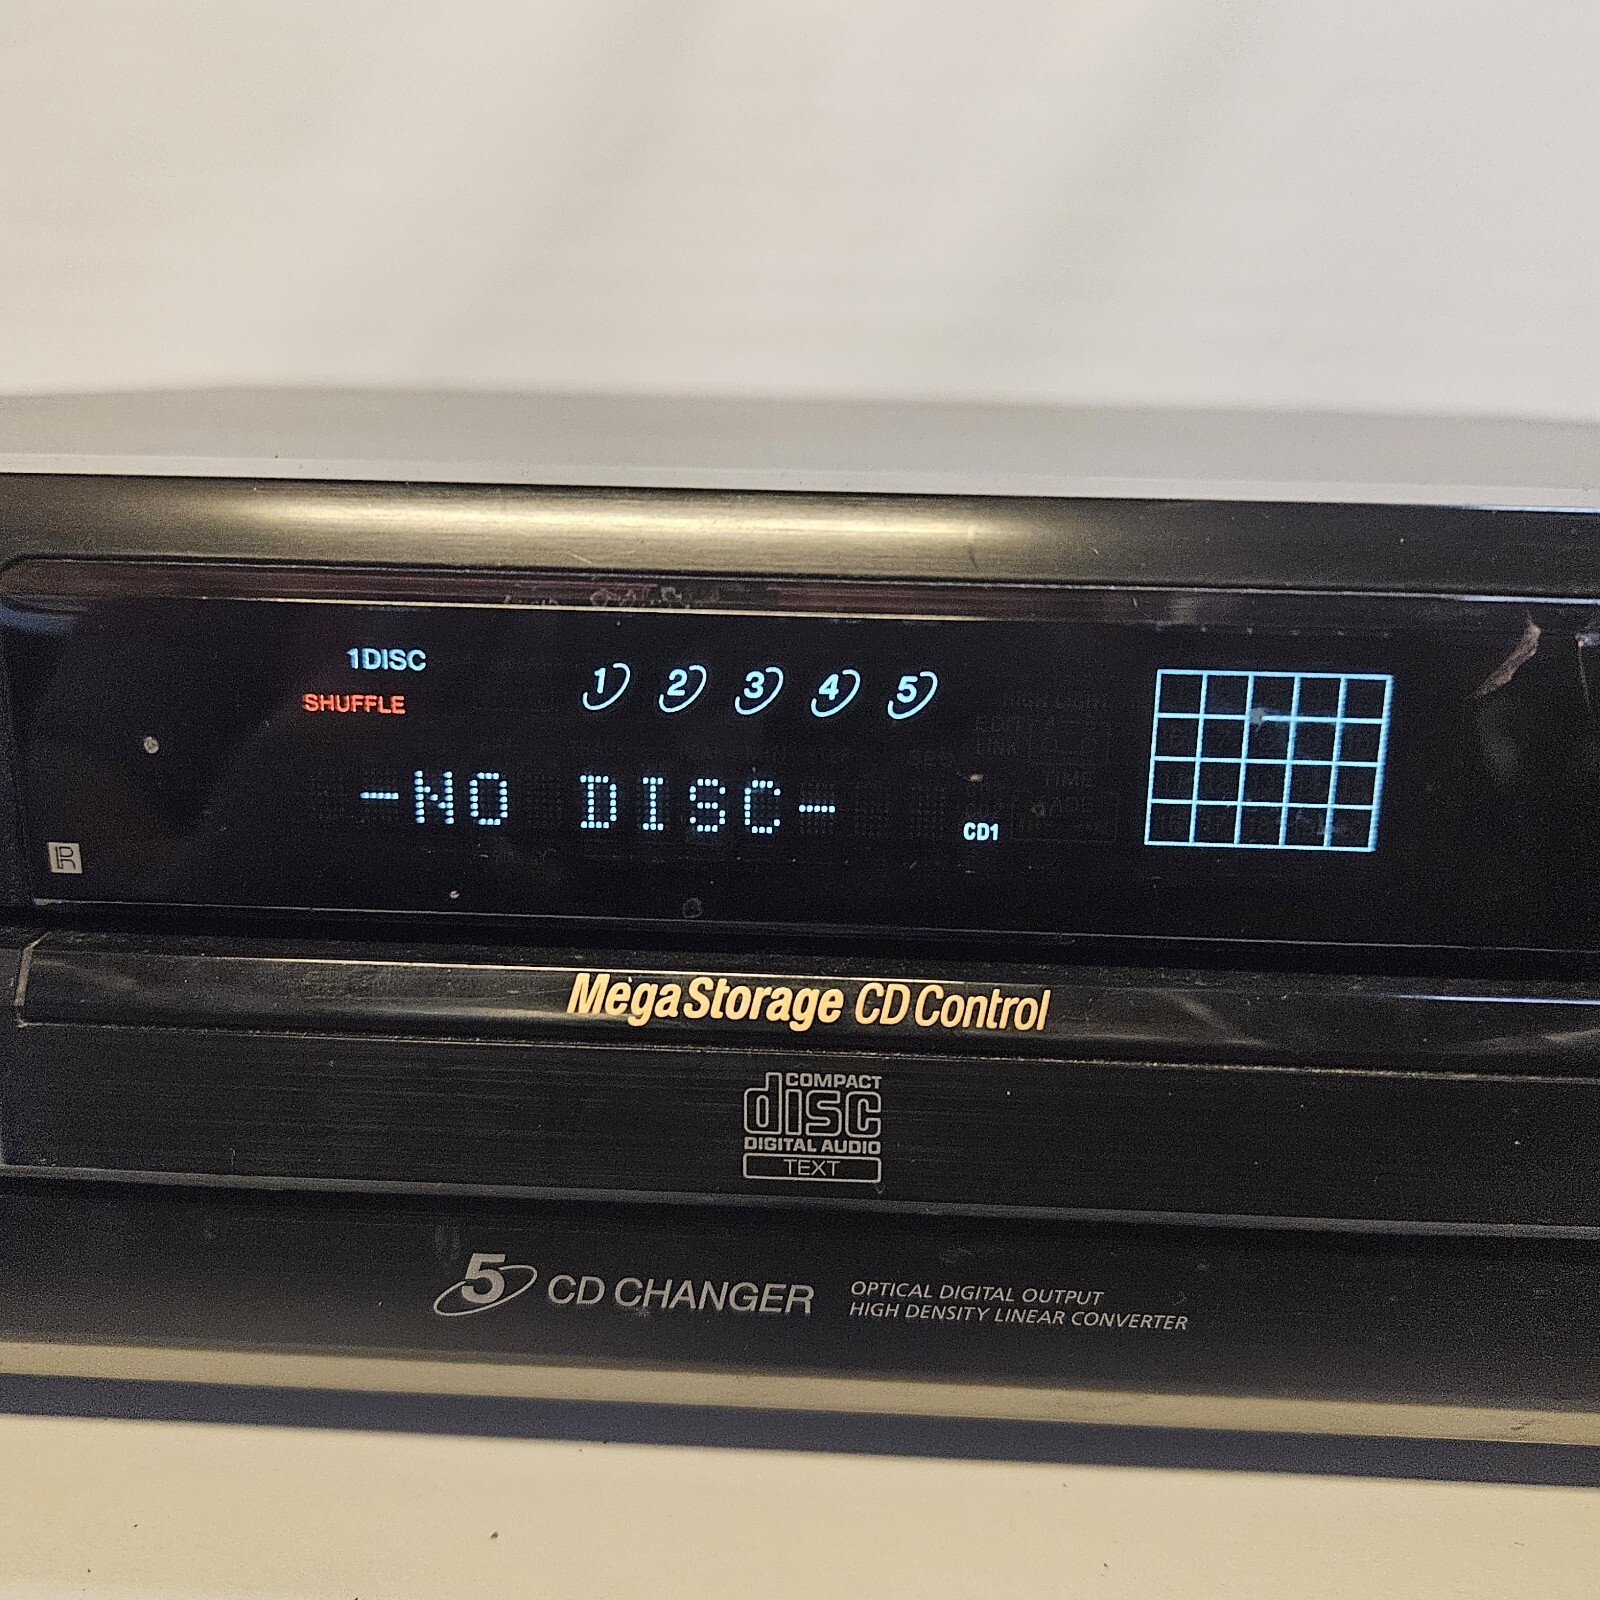 1DISC
SHUFFLE
1 2 3 4 5
-NO DISC-
CD1
R
MegaStorage CD Control
COMPACT
disc
DIGITAL AUDIO
TEXT
5 CD CHANGER
OPTICAL DIGITAL OUTPUT
HIGH DENSITY LINEAR CONVERTER